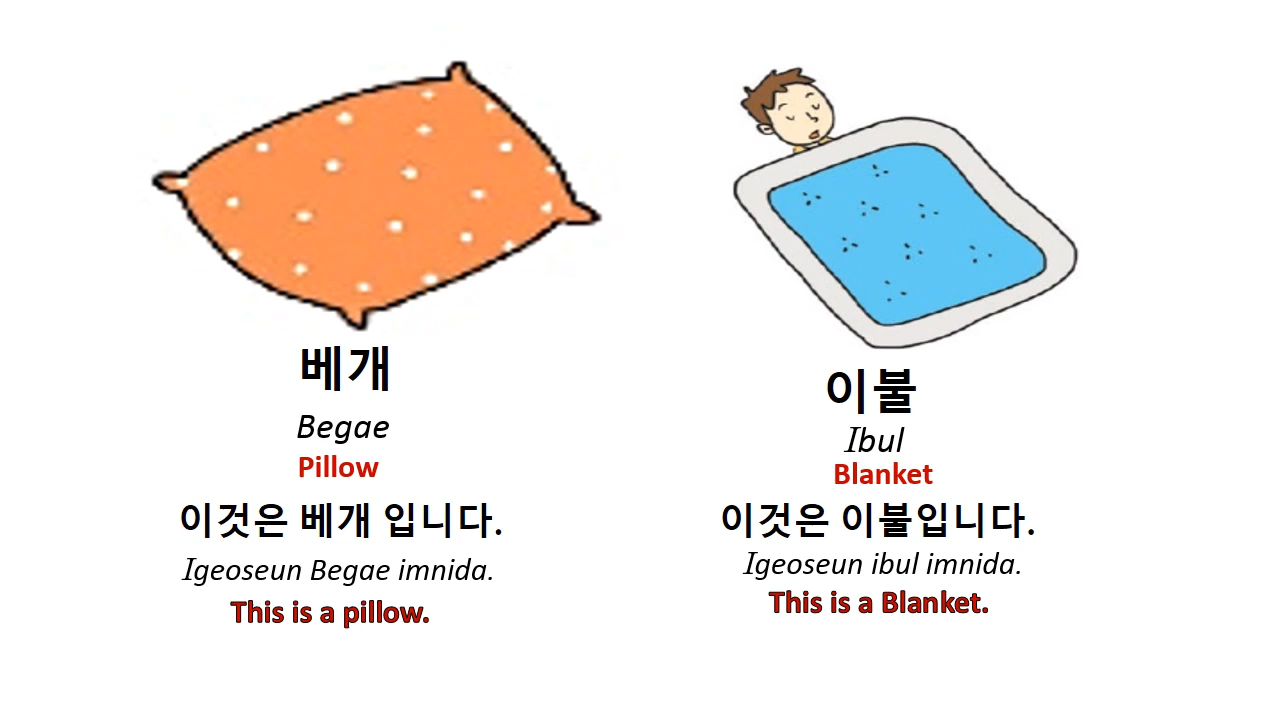 베개
Begae
Pillow
이것은 베개 입니다.
Igeoseun Begae imnida.
This is a pillow.
이불
Ibul
Blanket
이것은 이불입니다.
Igeoseun ibul imnida.
This is a Blanket.